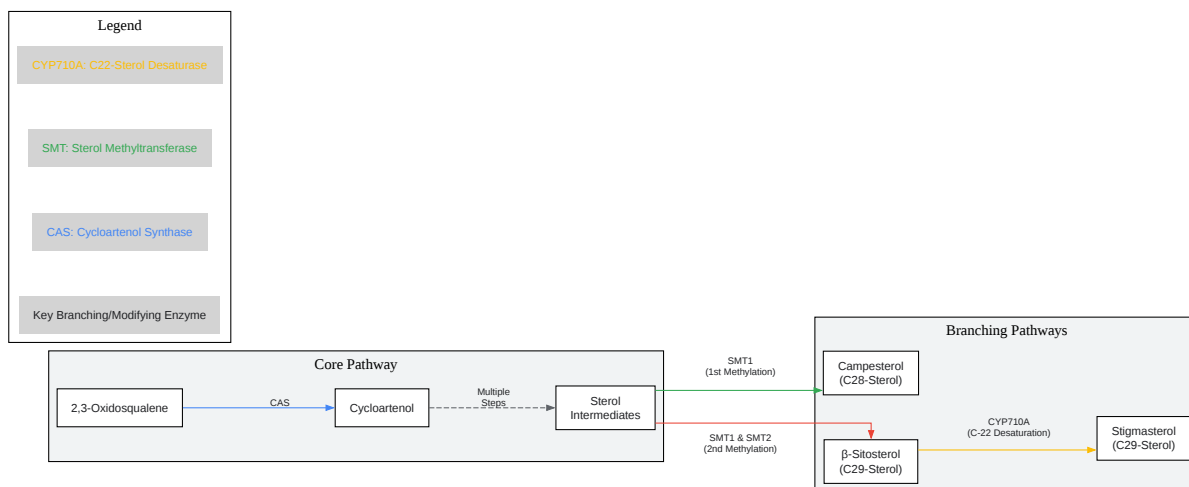 Legend
CYP710A: C22-Sterol Desaturase
SMT: Sterol Methyltransferase
CAS: Cycloartenol Synthase
Key Branching/Modifying Enzyme
Core Pathway
2,3-Oxidosqualene
CAS
Cycloartenol
Multiple
Steps
Sterol
Intermediates
SMT1
(1st Methylation)
SMT1 & SMT2
(2nd Methylation)
Branching Pathways
Campesterol
(C28-Sterol)
β-Sitosterol
(C29-Sterol)
CYP710A
(C-22 Desaturation)
Stigmasterol
(C29-Sterol)